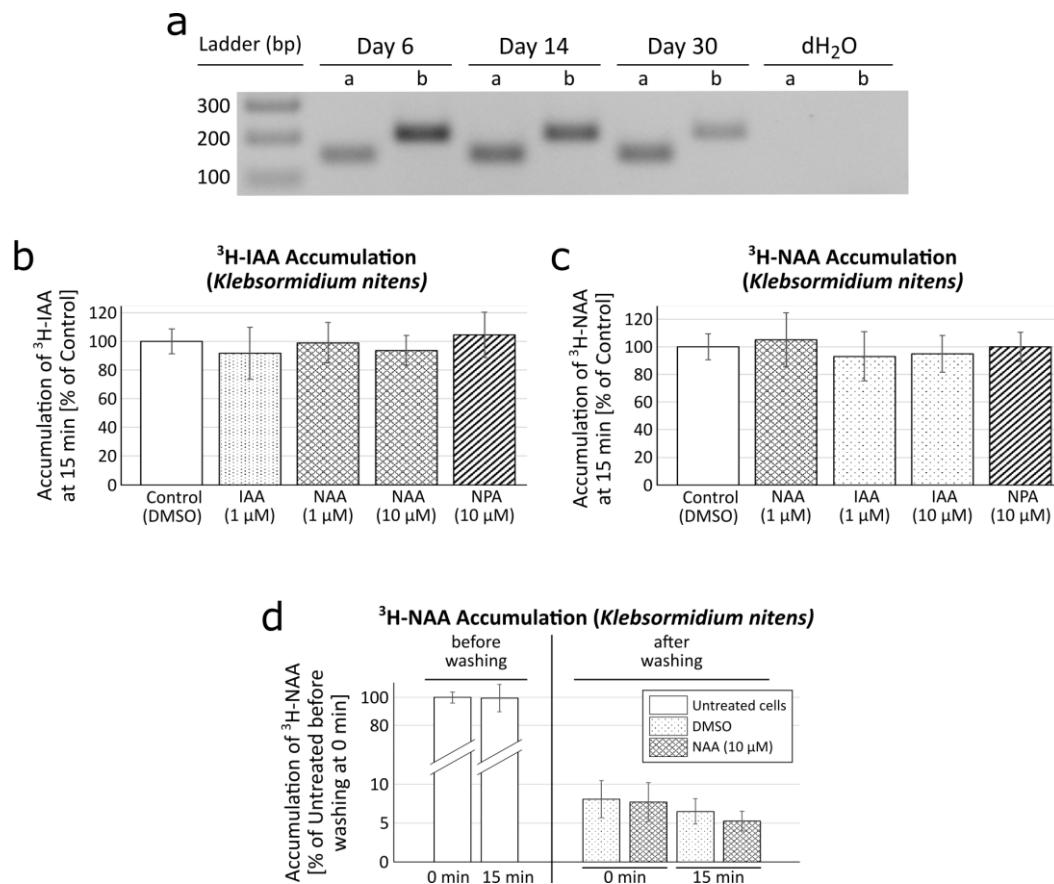 a
Ladder (bp) Day 6 Day 14 Day 30 dH₂O
a b a b a b a b
300
200
100
b
³H-IAA Accumulation
(Klebsormidium nitens)
Accumulation of ³H-IAA
at 15 min [% of Control]
120
100
80
60
40
20
0
Control (DMSO) IAA (1 µM) NAA (1 µM) NAA (10 µM) NPA (10 µM)
c
³H-NAA Accumulation
(Klebsormidium nitens)
Accumulation of ³H-NAA
at 15 min [% of Control]
120
100
80
60
40
20
0
Control (DMSO) NAA (1 µM) IAA (1 µM) IAA (10 µM) NPA (10 µM)
d
³H-NAA Accumulation (Klebsormidium nitens)
before washing
after washing
Accumulation of ³H-NAA
[% of Untreated before
washing at 0 min]
100
80
10
5
0
Untreated cells
DMSO
NAA (10 µM)
0 min 15 min 0 min 15 min